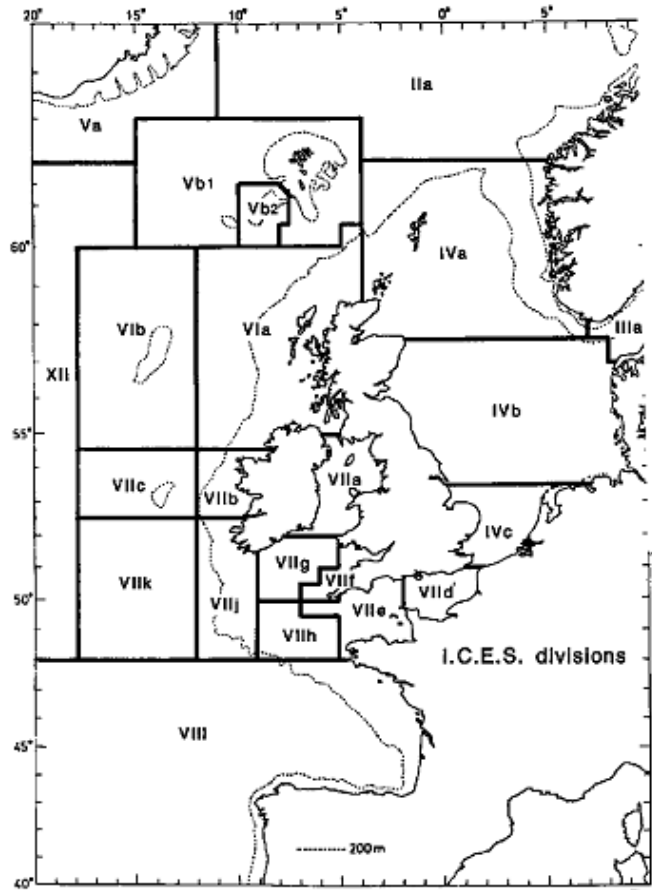 20° 15° 10° 5° 0° 5°
IIa
Va
Vb1
Vb2
60°
IVa
VIb
VIa
IIIa
XII
IVb
55°
VIIc
VIIb
VIIa
IVc
VIIg
VIIk
VIIf
VIId
50°
VIIj
VIIe
VIIh
I.C.E.S. divisions
VIII
45°
200m
40°